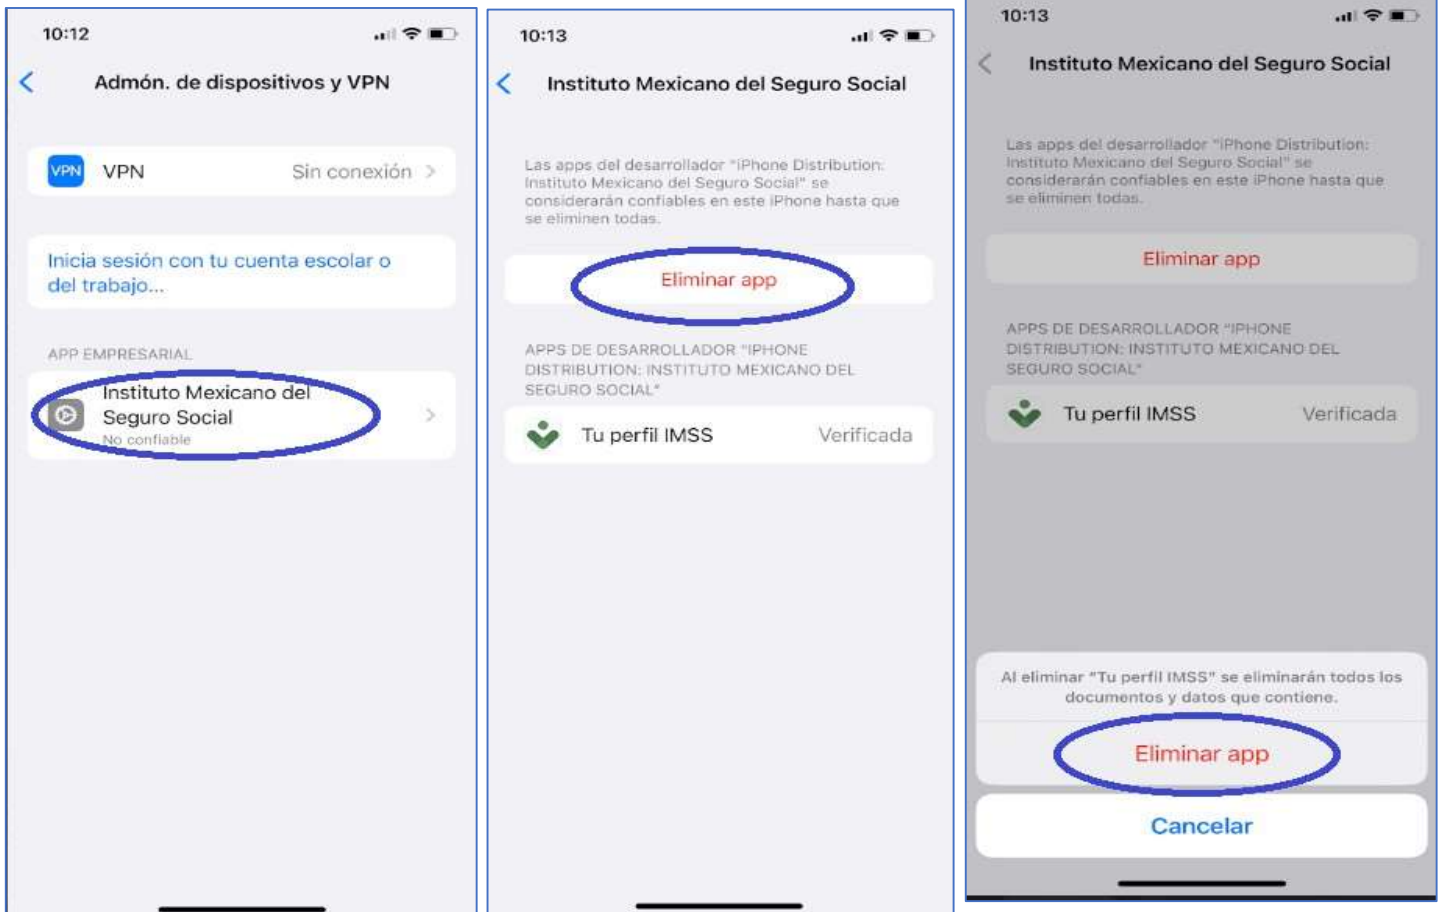 10:12
Admón. de dispositivos y VPN
VPN
VPN
Sin conexión
Inicia sesión con tu cuenta escolar o
del trabajo...
APP EMPRESARIAL
Instituto Mexicano del
Seguro Social
No confiable
10:13
Instituto Mexicano del Seguro Social
Las apps del desarrollador "iPhone Distribution:
Instituto Mexicano del Seguro Social" se
considerarán confiables en este iPhone hasta que
se eliminen todas.
Eliminar app
APPS DE DESARROLLADOR "IPHONE
DISTRIBUTION: INSTITUTO MEXICANO DEL
SEGURO SOCIAL"
Tu perfil IMSS
Verificada
10:13
Instituto Mexicano del Seguro Social
Las apps del desarrollador "iPhone Distribution:
Instituto Mexicano del Seguro Social" se
considerarán confiables en este iPhone hasta que
se eliminen todas.
Eliminar app
APPS DE DESARROLLADOR "IPHONE
DISTRIBUTION: INSTITUTO MEXICANO DEL
SEGURO SOCIAL"
Tu perfil IMSS
Verificada
Al eliminar "Tu perfil IMSS" se eliminarán todos los
documentos y datos que contiene.
Eliminar app
Cancelar